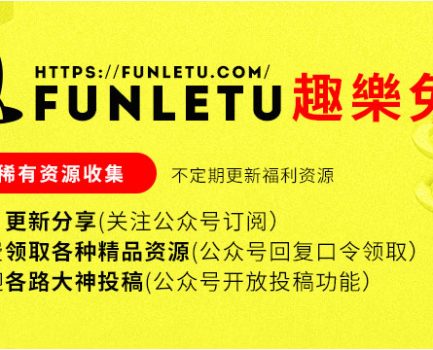 HTTPS://FUNLETU.COM/
FUNLETU 趣樂
稀有资源收集 不定期更新福利资源
更新分享(关注公众号订阅)
领取各种精品资源(公众号回复口令领取)
各路大神投稿(公众号开放投稿功能)